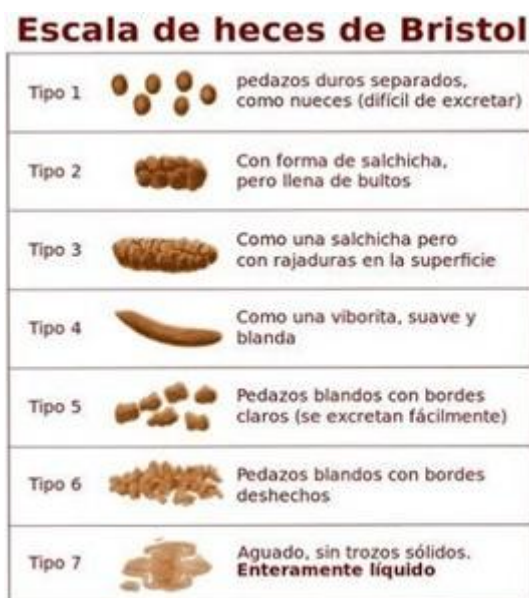 Escala de heces de Bristol
Tipo 1
pedazos duros separados,
como nueces (difícil de excretar)
Tipo 2
Con forma de salchicha,
pero llena de bultos
Tipo 3
Como una salchicha pero
con rajaduras en la superficie
Tipo 4
Como una viborita, suave y
blanda
Tipo 5
Pedazos blandos con bordes
claros (se excretan fácilmente)
Tipo 6
Pedazos blandos con bordes
deshechos
Tipo 7
Aguado, sin trozos sólidos.
Enteramente líquido